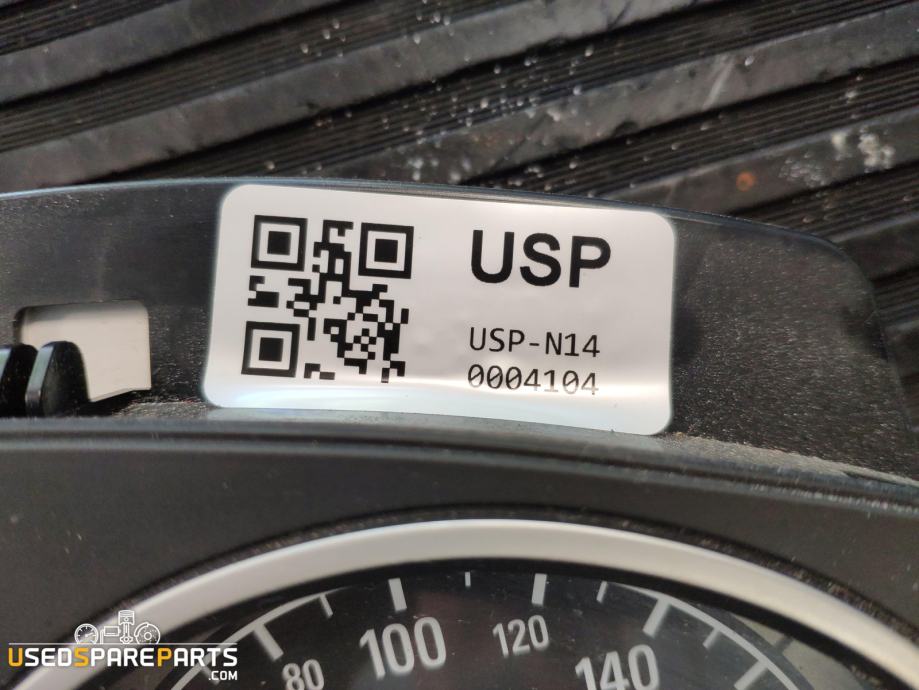 USP
USP-N14
0004104
80
100
120
140
USEDSPAREPARTS
.COM